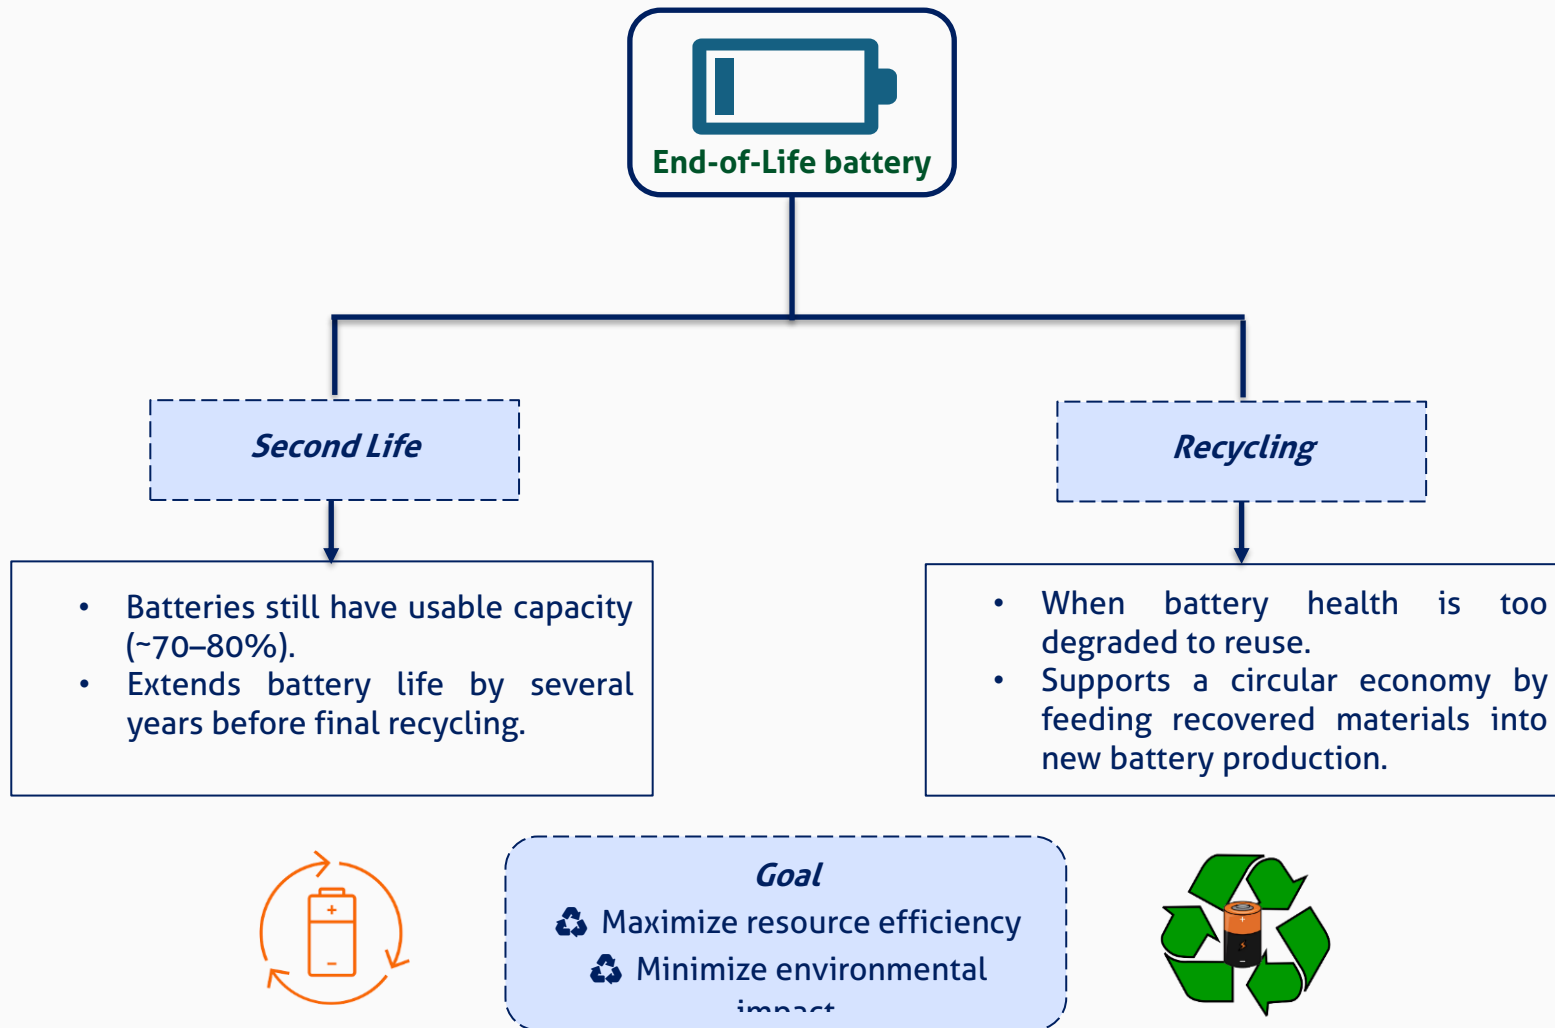 End-of-Life battery
Second Life
Recycling
• Batteries still have usable capacity
(~70–80%).
• Extends battery life by several
years before final recycling.
• When battery health is too
degraded to reuse.
• Supports a circular economy by
feeding recovered materials into
new battery production.
Goal
♻ Maximize resource efficiency
♻ Minimize environmental
impact